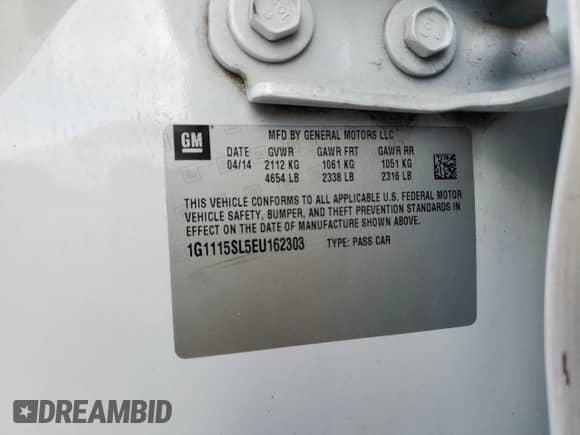 GM
MFD BY GENERAL MOTORS LLC
DATE GVWR GAWR FRT GAWR RR
04/14 2112 KG 1061 KG 1051 KG
4654 LB 2338 LB 2316 LB
THIS VEHICLE CONFORMS TO ALL APPLICABLE U.S. FEDERAL MOTOR
VEHICLE SAFETY, BUMPER, AND THEFT PREVENTION STANDARDS IN
EFFECT ON THE DATE OF MANUFACTURE SHOWN ABOVE.
1G1115SL5EU162303 TYPE: PASS CAR
DREAMBID